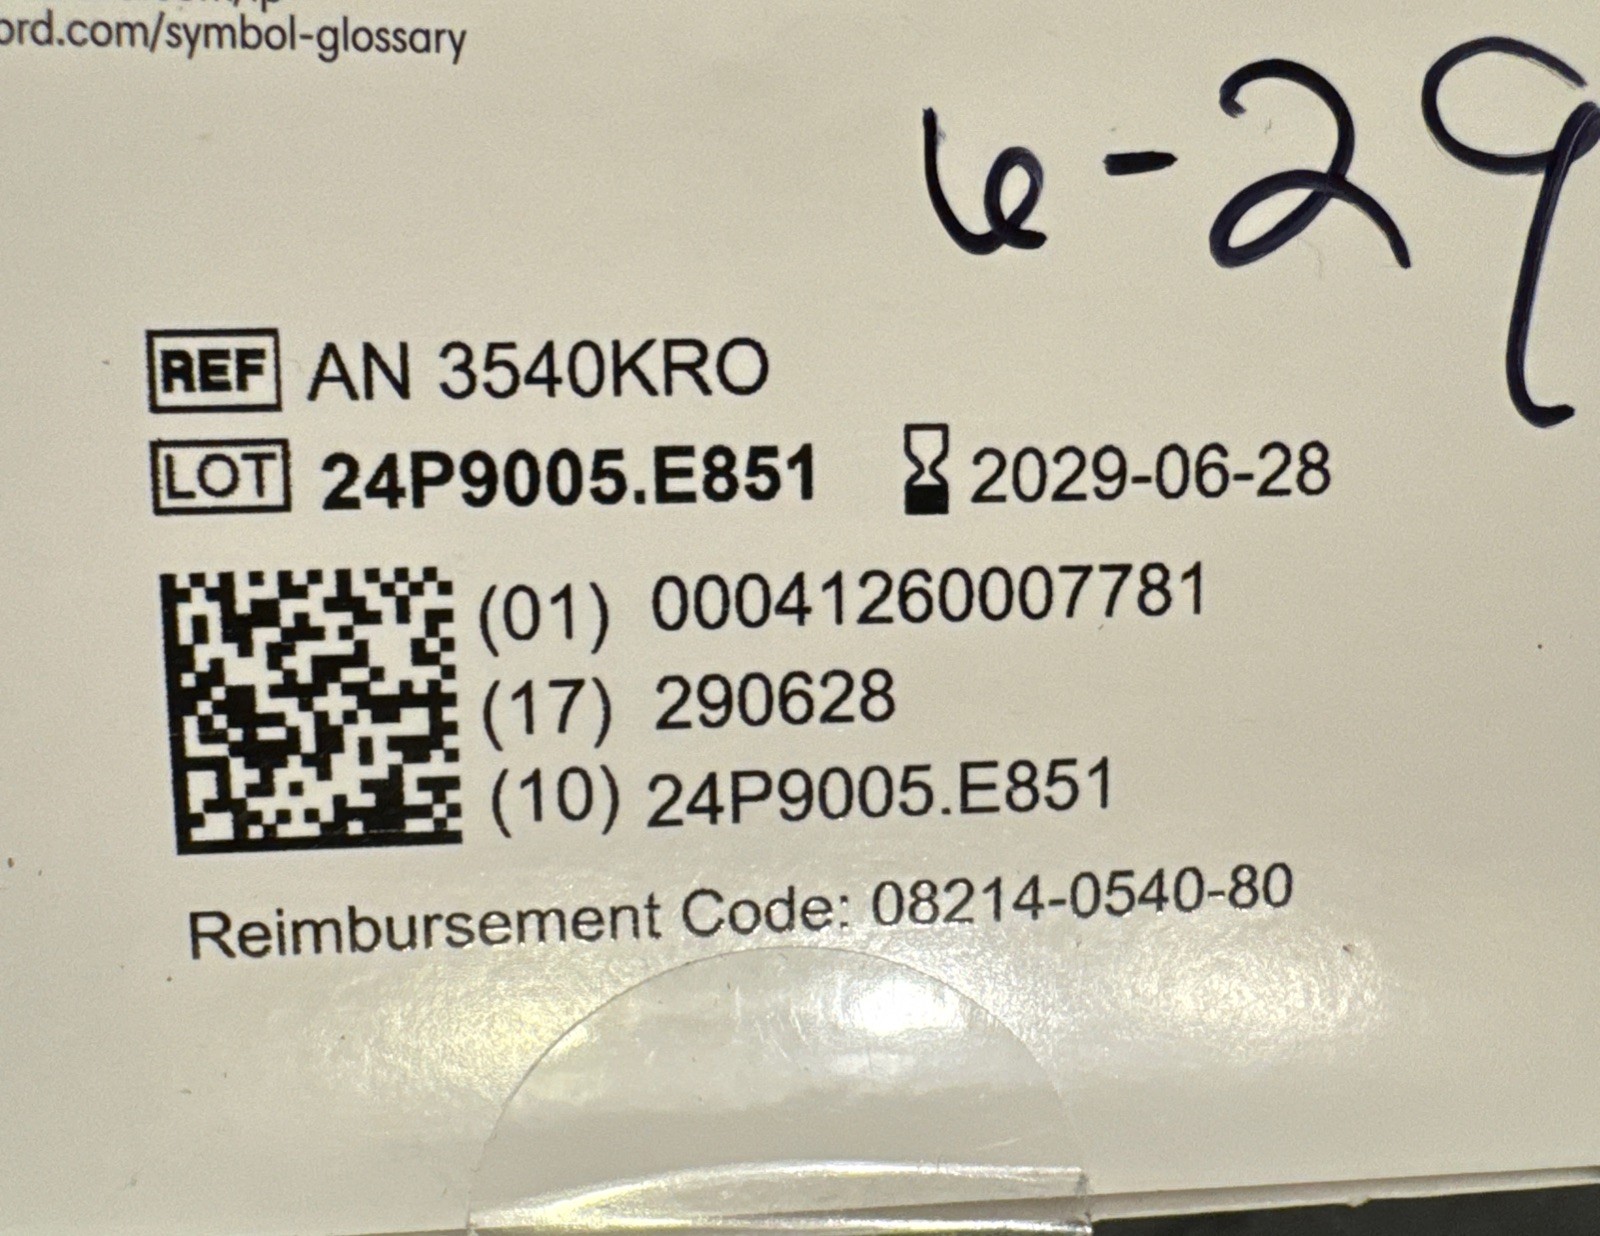 ord.com/symbol-glossary
6-29
REF AN 3540KRO
LOT 24P9005.E851 2029-06-28
(01) 00041260007781
(17) 290628
(10) 24P9005.E851
Reimbursement Code: 08214-0540-80